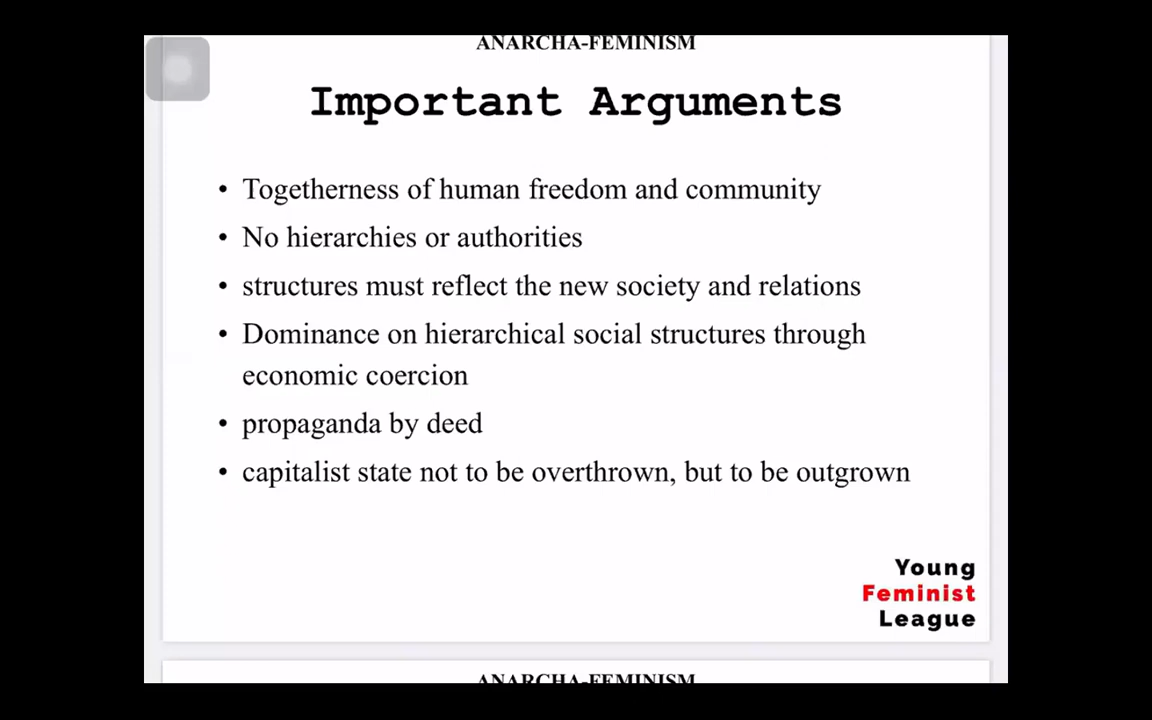 ANARCHA-FEMINISM
Important Arguments
• Togetherness of human freedom and community
• No hierarchies or authorities
• structures must reflect the new society and relations
• Dominance on hierarchical social structures through
economic coercion
• propaganda by deed
• capitalist state not to be overthrown, but to be outgrown
Young
Feminist
League
ANARCHA-FEMINISM